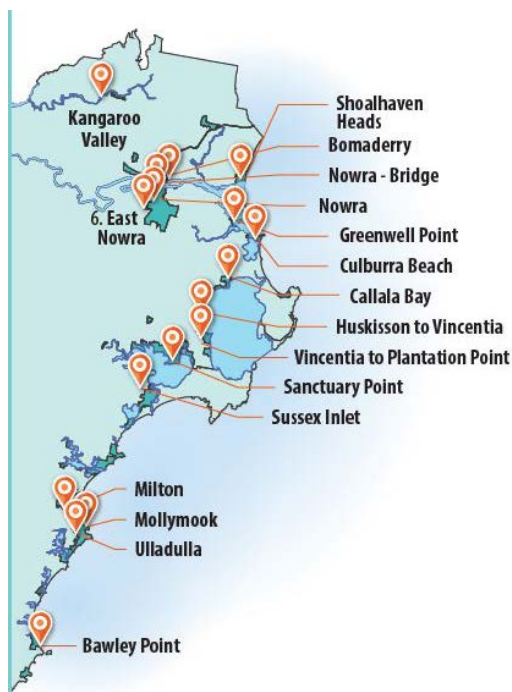 Kangaroo
Valley
Shoalhaven
Heads
Bomaderry
Nowra - Bridge
6. East
Nowra
Nowra
Greenwell Point
Culburra Beach
Callala Bay
Huskisson to Vincentia
Vincentia to Plantation Point
Sanctuary Point
Sussex Inlet
Milton
Mollymook
Ulladulla
Bawley Point